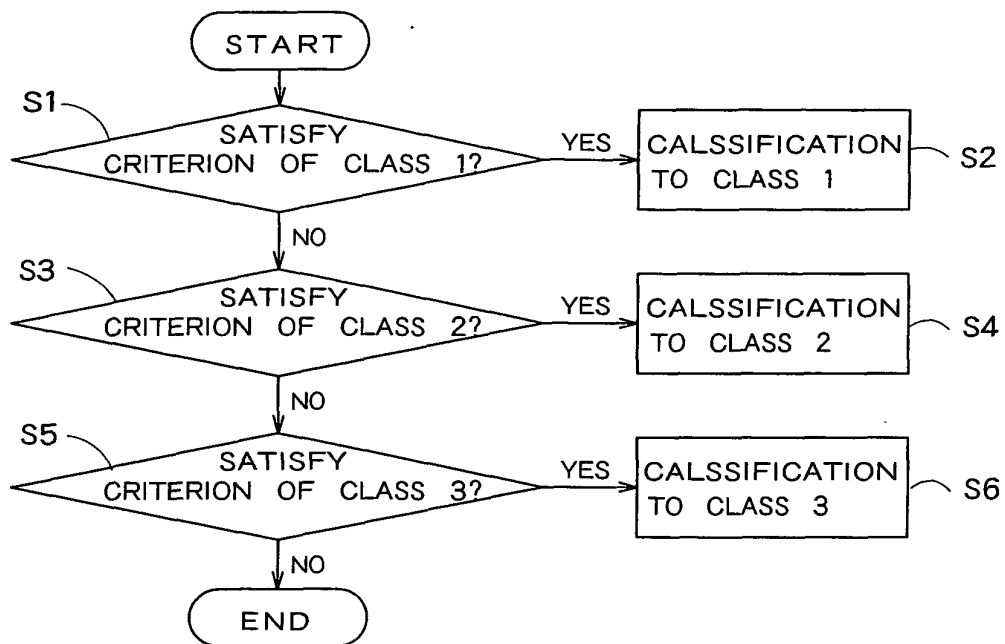 START
S1
SATISFY
CRITERION OF CLASS 1?
YES
CALSSIFICATION
TO CLASS 1
S2
NO
S3
SATISFY
CRITERION OF CLASS 2?
YES
CALSSIFICATION
TO CLASS 2
S4
NO
S5
SATISFY
CRITERION OF CLASS 3?
YES
CALSSIFICATION
TO CLASS 3
S6
NO
END